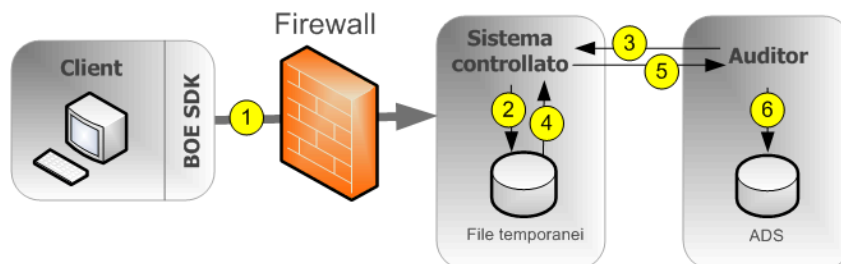 Firewall
Client
BOE SDK
1
Sistema
controllato
2
4
File temporanei
3
5
Auditor
6
ADS